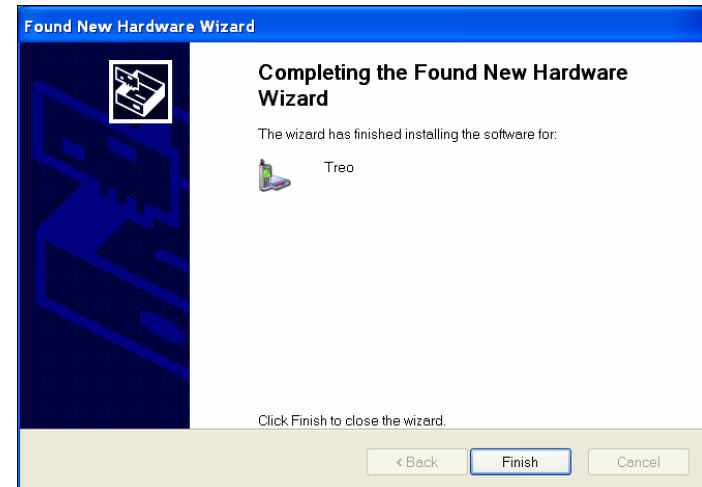 Found New Hardware Wizard
Completing the Found New Hardware
Wizard
The wizard has finished installing the software for:
Treo
Click Finish to close the wizard.
< Back Finish Cancel